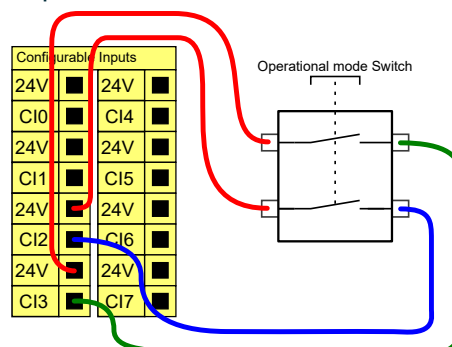 Configurable Inputs
Operational mode Switch
24V 24V
CI0 CI4
24V 24V
CI1 CI5
24V 24V
CI2 CI6
24V 24V
CI3 CI7